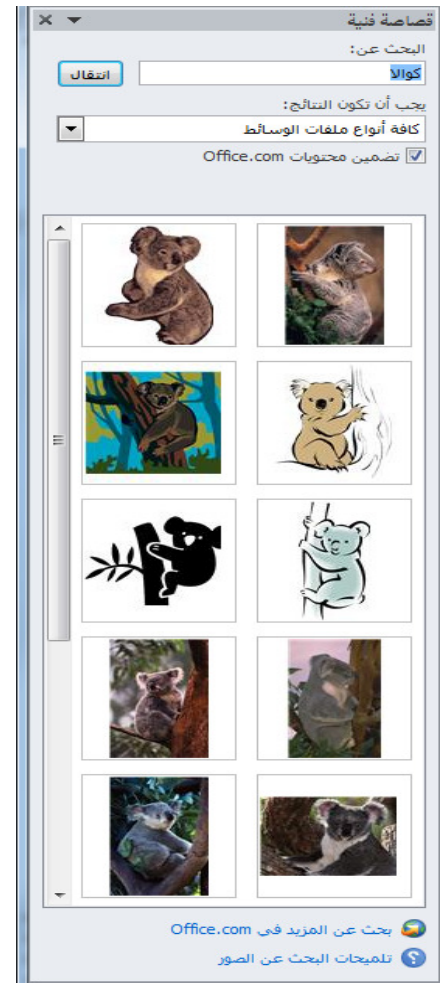 قصاصة فنية
البحث عن:
كوالا
انتقال
يجب أن تكون النتائج:
كافة أنواع ملفات الوسائط
تضمين محتويات Office.com
بحث عن المزيد في Office.com
تلميحات البحث عن الصور